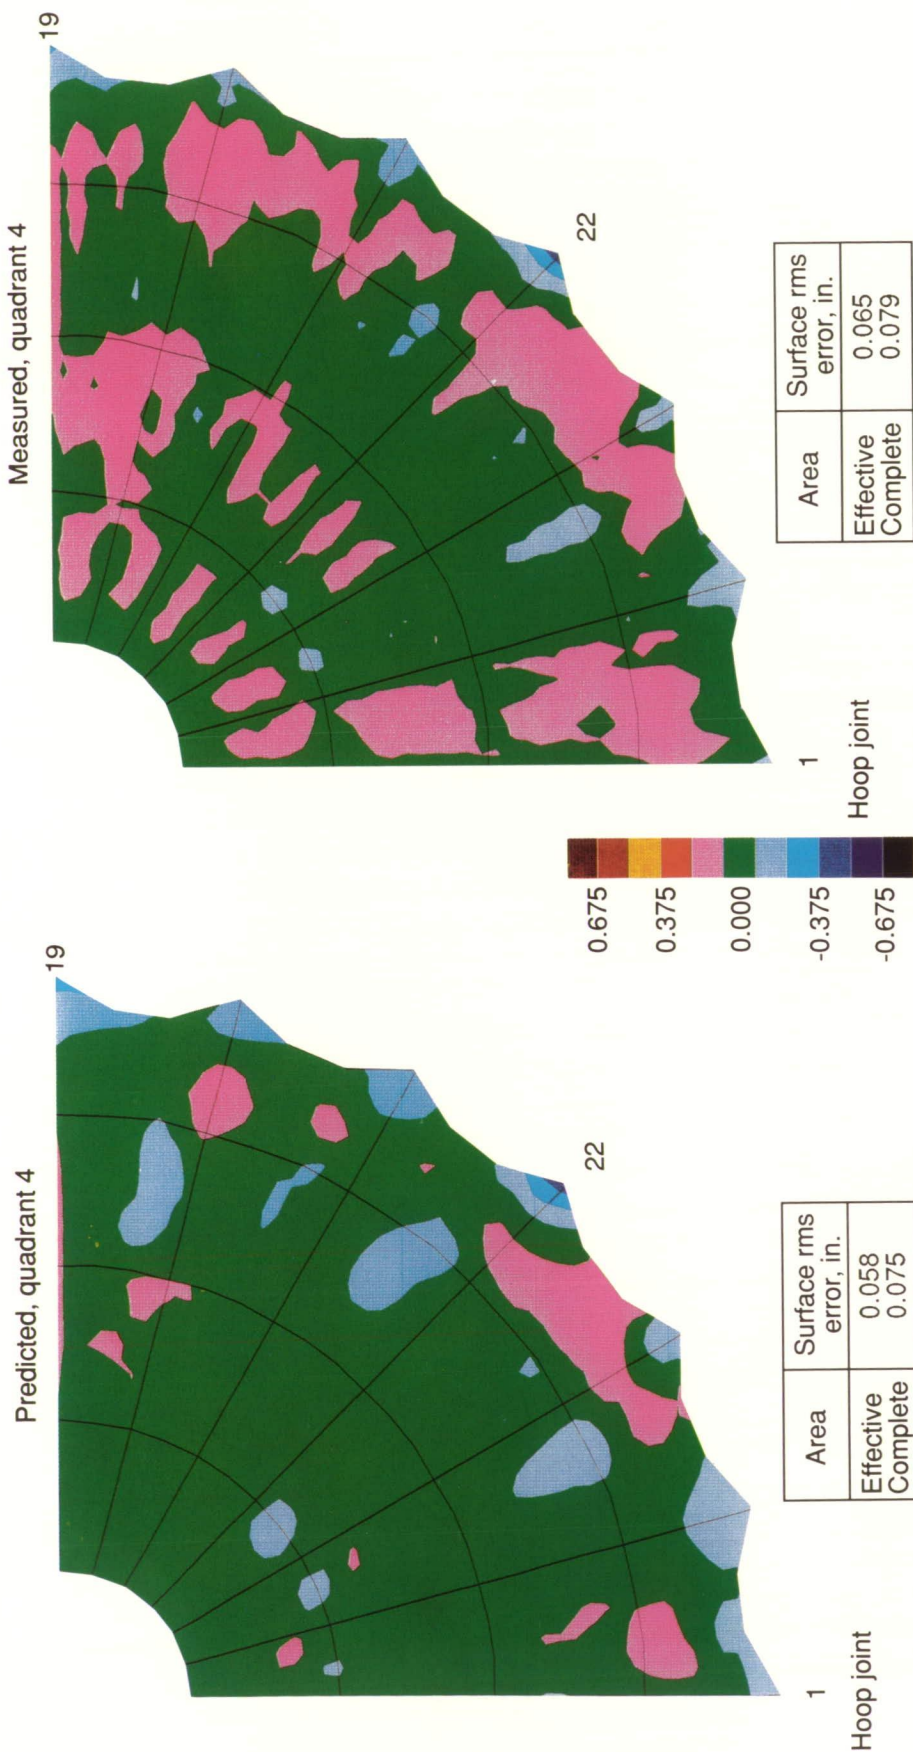 Predicted, quadrant 4
19
22
1
Hoop joint
Area
Surface rms
error, in.
Effective 0.058
Complete 0.075
0.675
0.375
0.000
-0.375
-0.675
Measured, quadrant 4
19
22
1
Hoop joint
Area
Surface rms
error, in.
Effective 0.065
Complete 0.079